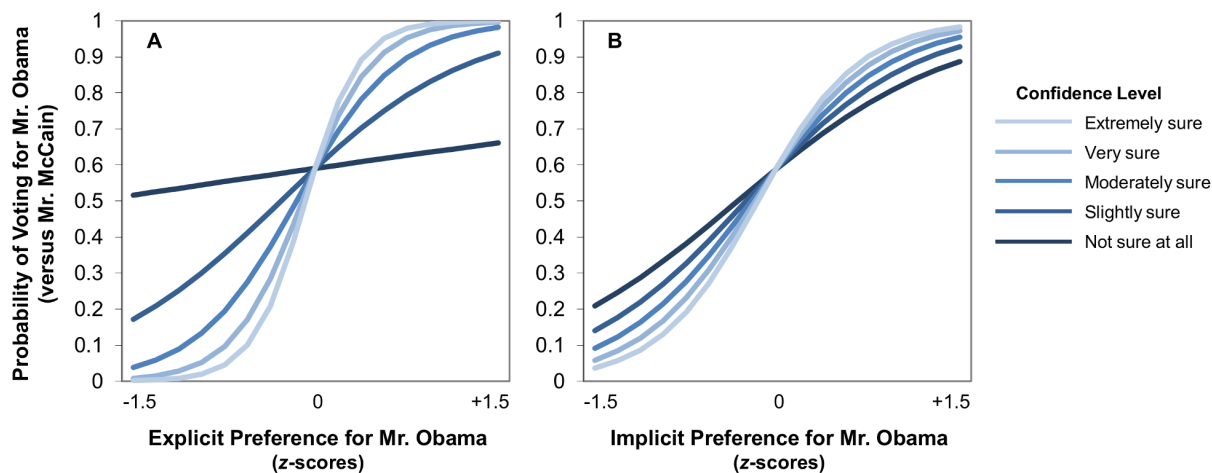 Probability of Voting for Mr. Obama
(versus Mr. McCain)
1
0.9
0.8
0.7
0.6
0.5
0.4
0.3
0.2
0.1
0
A
-1.5
0
+1.5
Explicit Preference for Mr. Obama
(z-scores)
1
0.9
0.8
0.7
0.6
0.5
0.4
0.3
0.2
0.1
0
B
-1.5
0
+1.5
Implicit Preference for Mr. Obama
(z-scores)
Confidence Level
Extremely sure
Very sure
Moderately sure
Slightly sure
Not sure at all